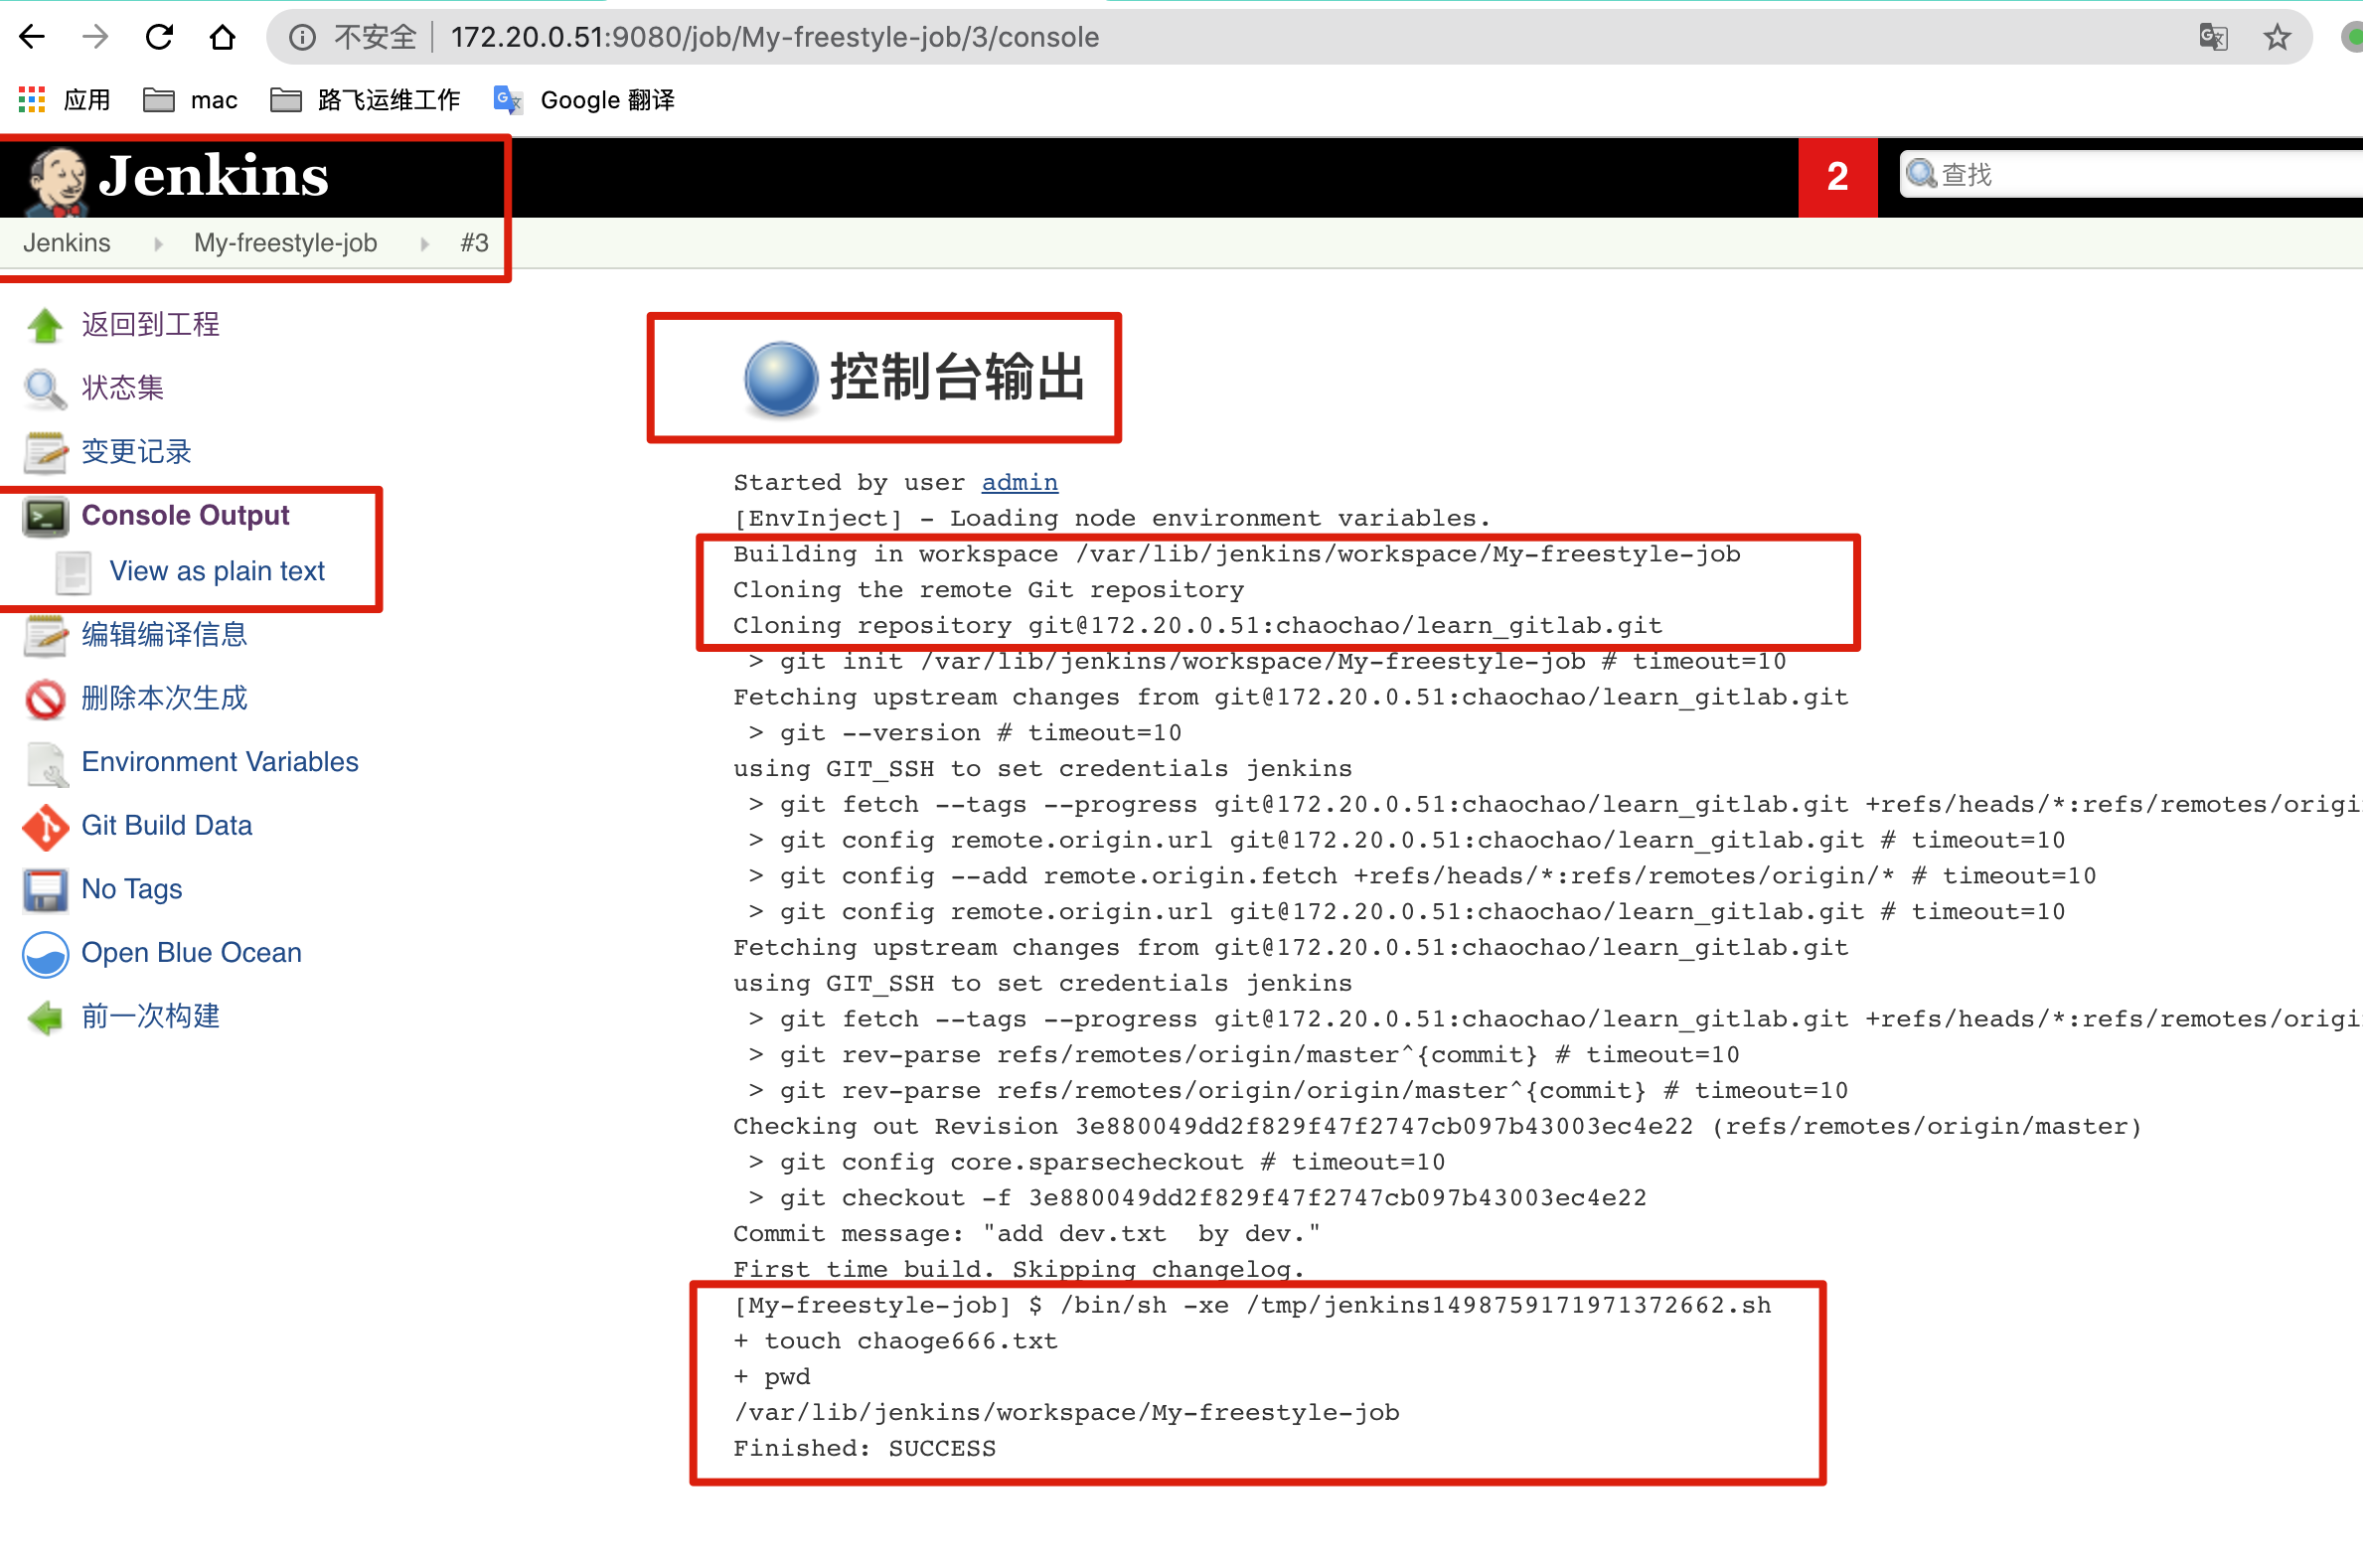 不安全 172.20.0.51:9080/job/My-freestyle-job/3/console
应用 mac 路飞运维工作 Google 翻译
Jenkins 2 查找
Jenkins My-freestyle-job #3
返回到工程
状态集
变更记录
Console Output
View as plain text
编辑编译信息
删除本次生成
Environment Variables
Git Build Data
No Tags
Open Blue Ocean
前一次构建
控制台输出
Started by user admin
[EnvInject] - Loading node environment variables.
Building in workspace /var/lib/jenkins/workspace/My-freestyle-job
Cloning the remote Git repository
Cloning repository git@172.20.0.51:chaochao/learn_gitlab.git
 > git init /var/lib/jenkins/workspace/My-freestyle-job # timeout=10
Fetching upstream changes from git@172.20.0.51:chaochao/learn_gitlab.git
 > git --version # timeout=10
using GIT_SSH to set credentials jenkins
 > git fetch --tags --progress git@172.20.0.51:chaochao/learn_gitlab.git +refs/heads/*:refs/remotes/origi
 > git config remote.origin.url git@172.20.0.51:chaochao/learn_gitlab.git # timeout=10
 > git config --add remote.origin.fetch +refs/heads/*:refs/remotes/origin/* # timeout=10
 > git config remote.origin.url git@172.20.0.51:chaochao/learn_gitlab.git # timeout=10
Fetching upstream changes from git@172.20.0.51:chaochao/learn_gitlab.git
using GIT_SSH to set credentials jenkins
 > git fetch --tags --progress git@172.20.0.51:chaochao/learn_gitlab.git +refs/heads/*:refs/remotes/origi
 > git rev-parse refs/remotes/origin/master^{commit} # timeout=10
 > git rev-parse refs/remotes/origin/origin/master^{commit} # timeout=10
Checking out Revision 3e880049dd2f829f47f2747cb097b43003ec4e22 (refs/remotes/origin/master)
 > git config core.sparsecheckout # timeout=10
 > git checkout -f 3e880049dd2f829f47f2747cb097b43003ec4e22
Commit message: "add dev.txt  by dev."
First time build. Skipping changelog.
[My-freestyle-job] $ /bin/sh -xe /tmp/jenkins1498759171971372662.sh
+ touch chaoge666.txt
+ pwd
/var/lib/jenkins/workspace/My-freestyle-job
Finished: SUCCESS